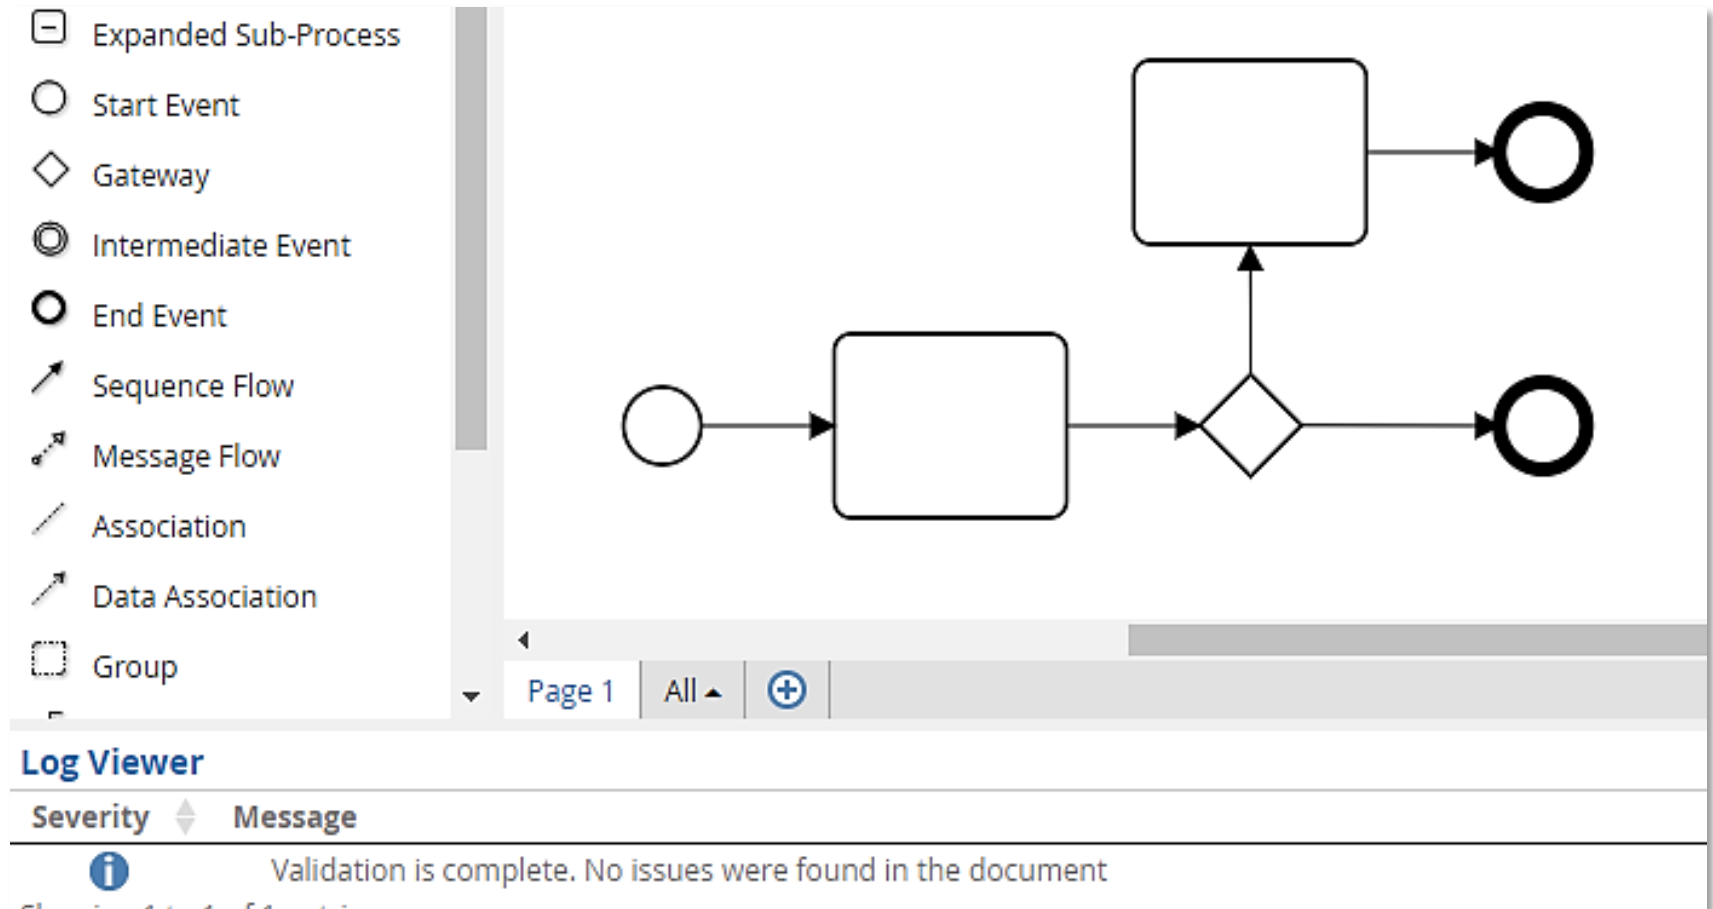 Expanded Sub-Process
Start Event
Gateway
Intermediate Event
End Event
Sequence Flow
Message Flow
Association
Data Association
Group
Page 1
All
Log Viewer
Severity Message
Validation is complete. No issues were found in the document